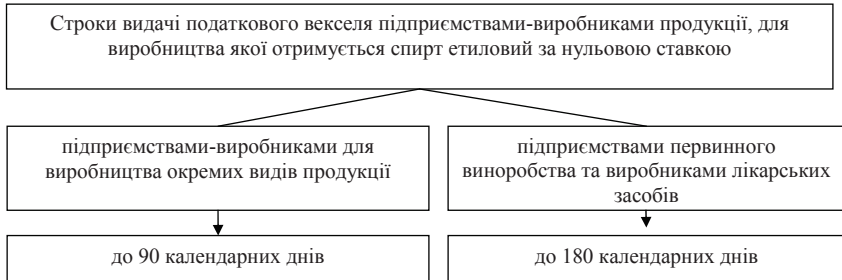 Строки видачі податкового векселя підприємствами-виробниками продукції, для
виробництва якої отримується спирт етиловий за нульовою ставкою
підприємствами-виробниками для
виробництва окремих видів продукції
підприємствами первинного
виноробства та виробниками лікарських
засобів
до 90 календарних днів
до 180 календарних днів